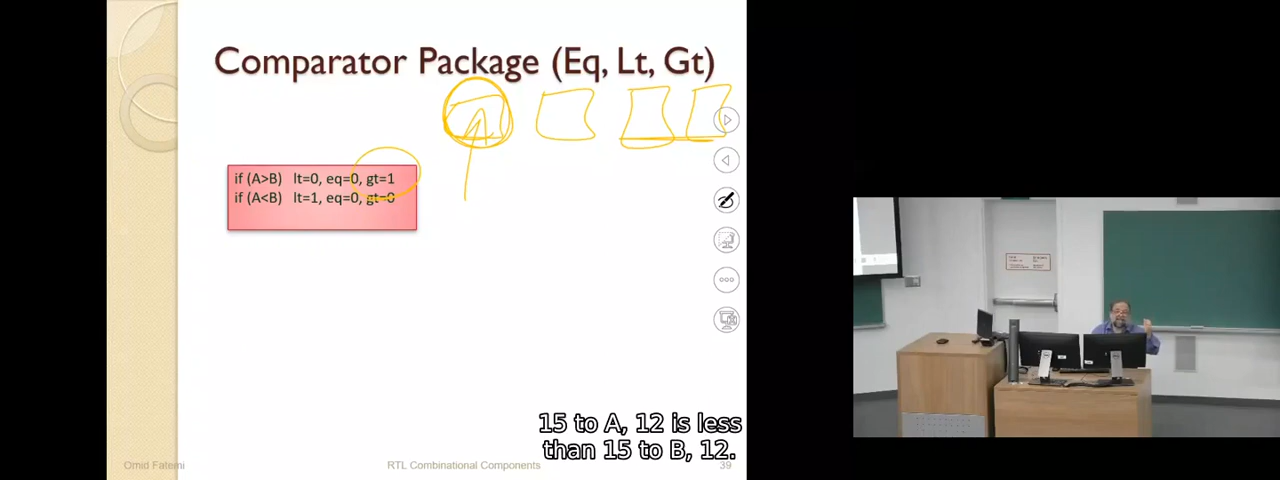 Comparator Package (Eq, Lt, Gt)
A
if (A>B) lt=0, eq=0, gt=1
if (A<B) lt=1, eq=0, gt=0
15 to A, 12 is less
than 15 to B, 12.
Omid Fatemi
RTL Combinational Components
39